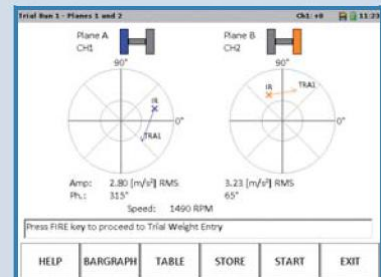 Trial Run 1 - Planes 1 and 2 Ch1: +0 11:23
Plane A Plane B
CH1 CH2
90° 90°
IR IR TRAL
0° 0°
TRAL
Amp: 2.80 [m/s²] RMS 3.23 [m/s²] RMS
Ph.: 315° 65°
Speed: 1490 RPM
Press FIRE key to proceed to Trial Weight Entry
HELP BARGRAPH TABLE STORE START EXIT